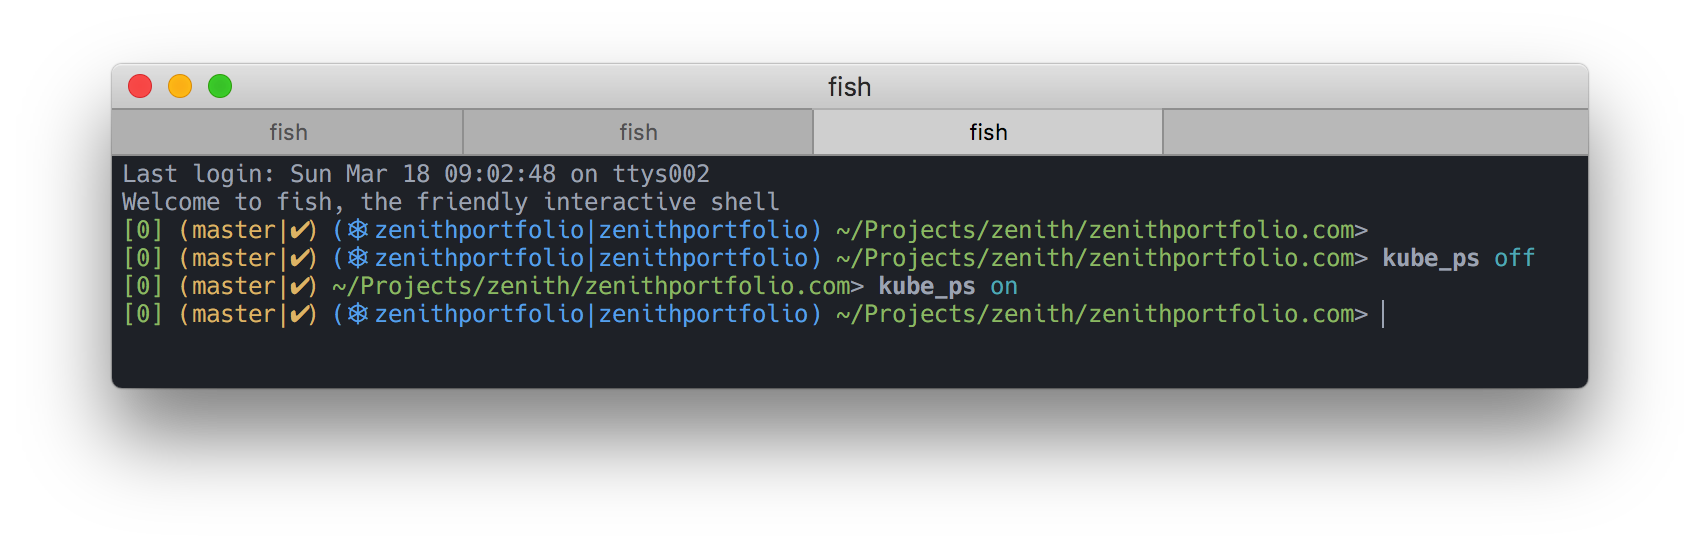 fish
fish fish fish
Last login: Sun Mar 18 09:02:48 on ttys002
Welcome to fish, the friendly interactive shell
[0] (master|✔) (⎈ zenithportfolio|zenithportfolio) ~/Projects/zenith/zenithportfolio.com>
[0] (master|✔) (⎈ zenithportfolio|zenithportfolio) ~/Projects/zenith/zenithportfolio.com> kube_ps off
[0] (master|✔) ~/Projects/zenith/zenithportfolio.com> kube_ps on
[0] (master|✔) (⎈ zenithportfolio|zenithportfolio) ~/Projects/zenith/zenithportfolio.com>